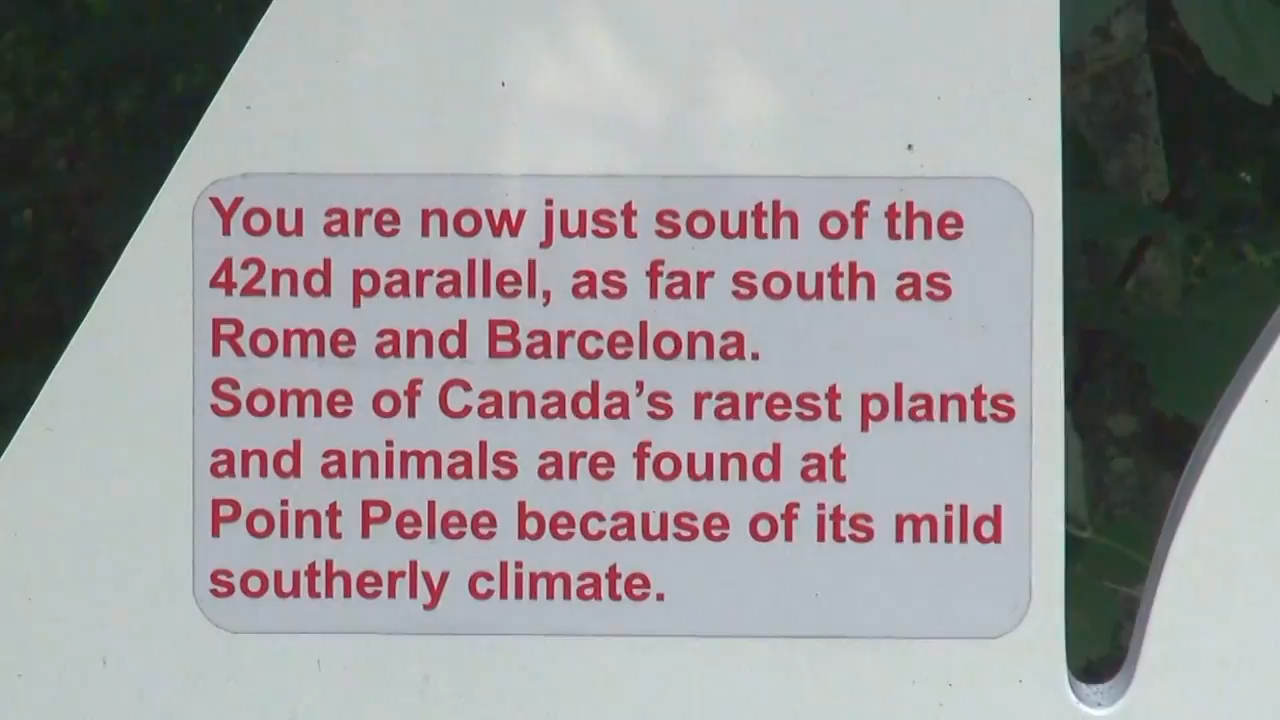 You are now just south of the
42nd parallel, as far south as
Rome and Barcelona.
Some of Canada’s rarest plants
and animals are found at
Point Pelee because of its mild
southerly climate.